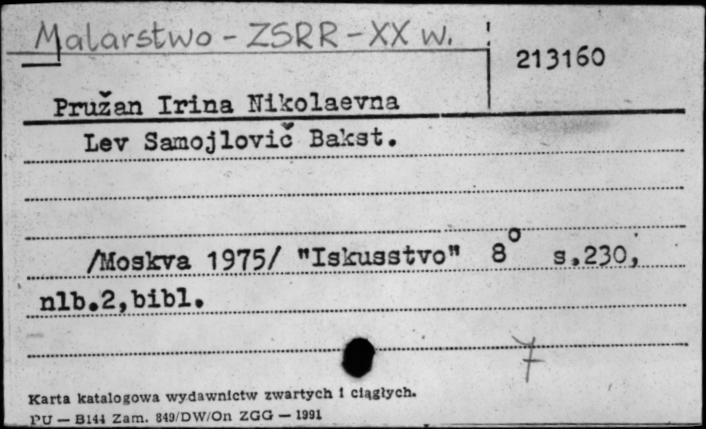 Malarstwo - ZSRR - XX w.
213160
Pružan Irina Nikolaevna
Lev Samojlovič Bakst.
/Moskva 1975/ "Iskusstvo" 8° s.230,
nlb.2,bibl.
7
Karta katalogowa wydawnictw zwartych i ciągłych.
PU — B144 Zam. 849/DW/On ZGG — 1991